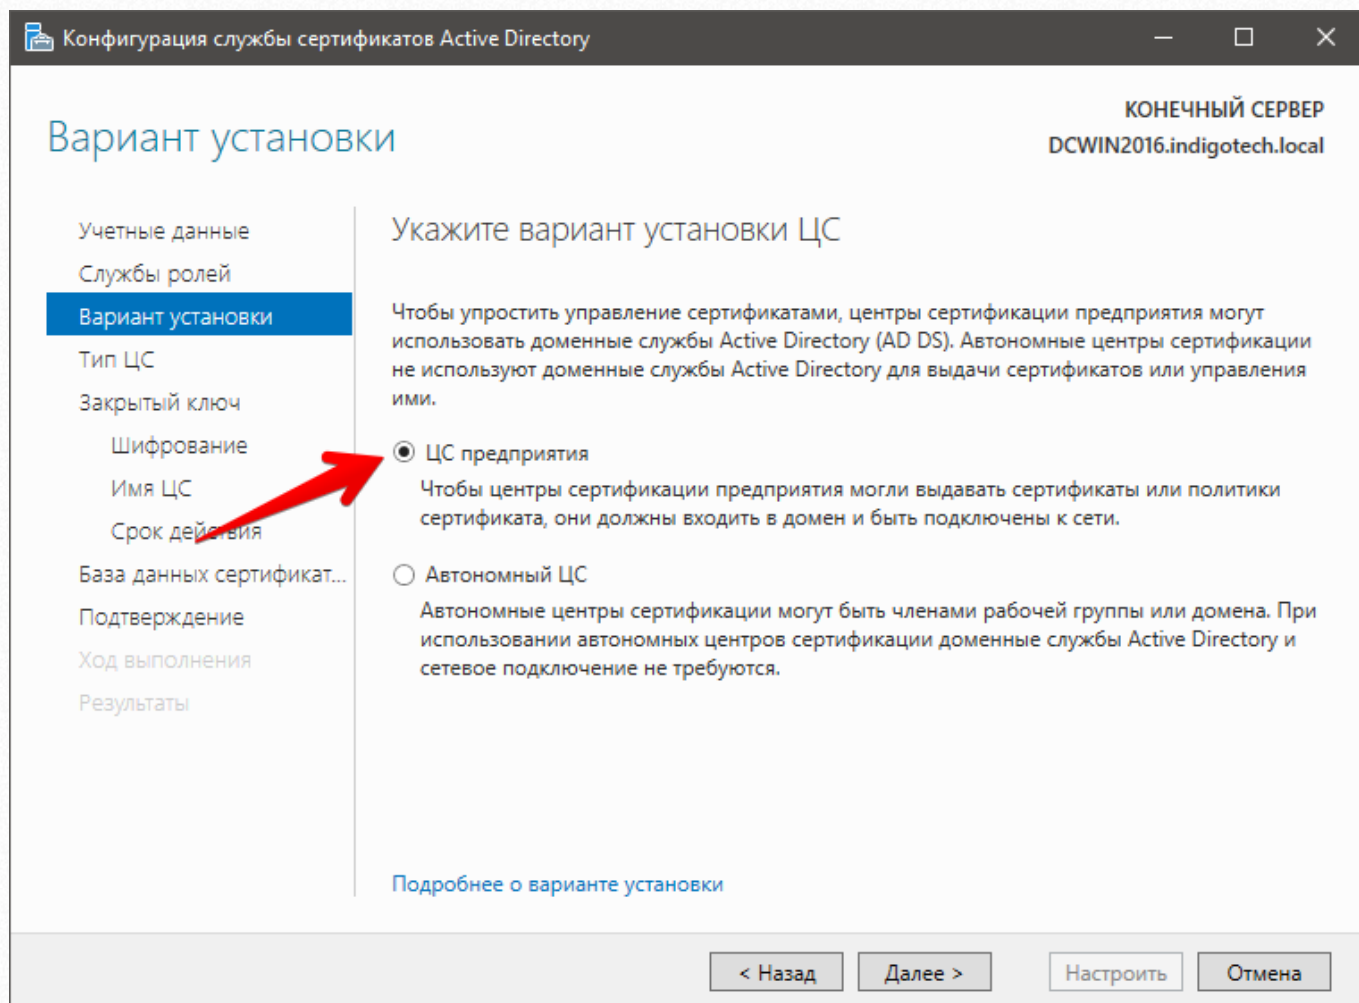 Конфигурация службы сертификатов Active Directory
Вариант установки
КОНЕЧНЫЙ СЕРВЕР
DCWIN2016.indigotech.local
Учетные данные
Службы ролей
Вариант установки
Тип ЦС
Закрытый ключ
Шифрование
Имя ЦС
Срок действия
База данных сертификат...
Подтверждение
Ход выполнения
Результаты
Укажите вариант установки ЦС
Чтобы упростить управление сертификатами, центры сертификации предприятия могут
использовать доменные службы Active Directory (AD DS). Автономные центры сертификации
не используют доменные службы Active Directory для выдачи сертификатов или управления
ими.
ЦС предприятия
Чтобы центры сертификации предприятия могли выдавать сертификаты или политики
сертификата, они должны входить в домен и быть подключены к сети.
Автономный ЦС
Автономные центры сертификации могут быть членами рабочей группы или домена. При
использовании автономных центров сертификации доменные службы Active Directory и
сетевое подключение не требуются.
Подробнее о варианте установки
< Назад
Далее >
Настроить
Отмена